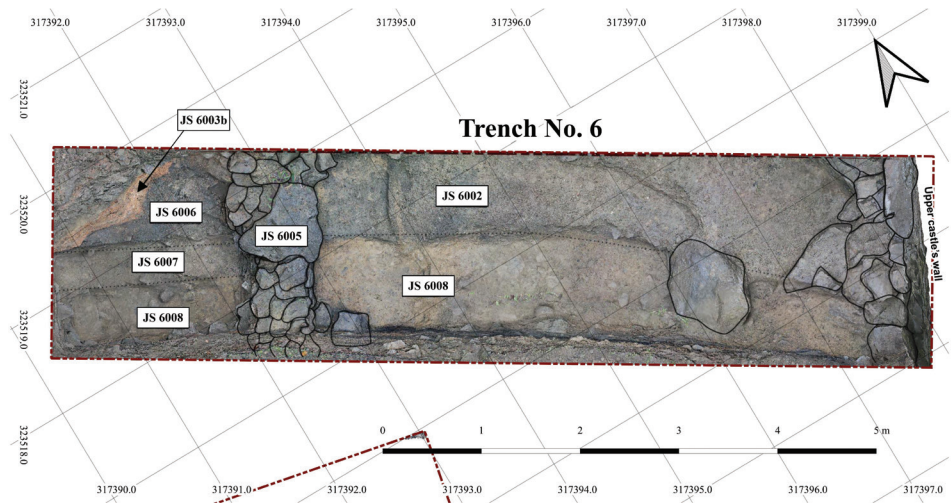 317392.0
317393.0
317394.0
317395.0
317396.0
317397.0
317398.0
317399.0
323521.0
JS 6003b
Trench No. 6
JS 6002
JS 6006
323520.0
JS 6005
Upper castle's wall
JS 6007
JS 6008
JS 6008
323519.0
0 1 2 3 4 5 m
323518.0
317390.0
317391.0
317392.0
317393.0
317394.0
317395.0
317396.0
317397.0